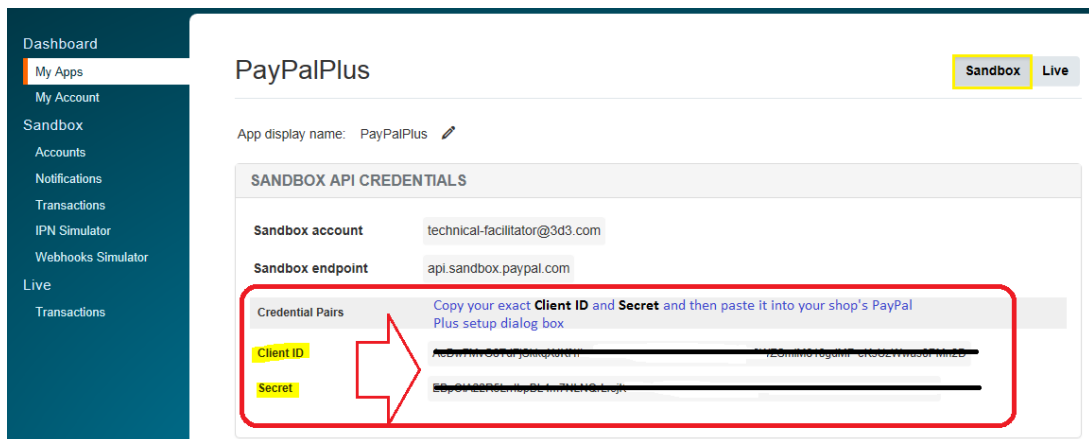 Dashboard
My Apps
My Account
Sandbox
Accounts
Notifications
Transactions
IPN Simulator
Webhooks Simulator
Live
Transactions
PayPalPlus
Sandbox Live
App display name: PayPalPlus
SANDBOX API CREDENTIALS
Sandbox account technical-facilitator@3d3.com
Sandbox endpoint api.sandbox.paypal.com
Credential Pairs Copy your exact Client ID and Secret and then paste it into your shop's PayPal
Plus setup dialog box
Client ID
Secret